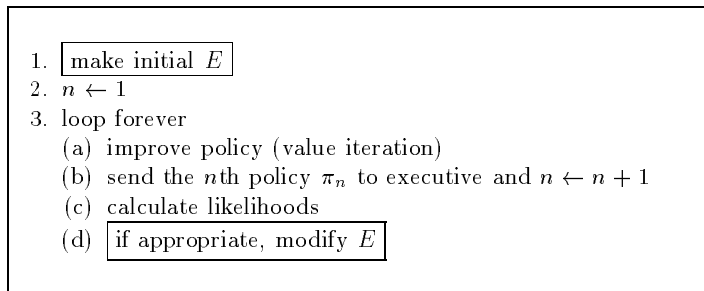 1. make initial E
2. n ← 1
3. loop forever
(a) improve policy (value iteration)
(b) send the nth policy πn to executive and n ← n + 1
(c) calculate likelihoods
(d) if appropriate, modify E